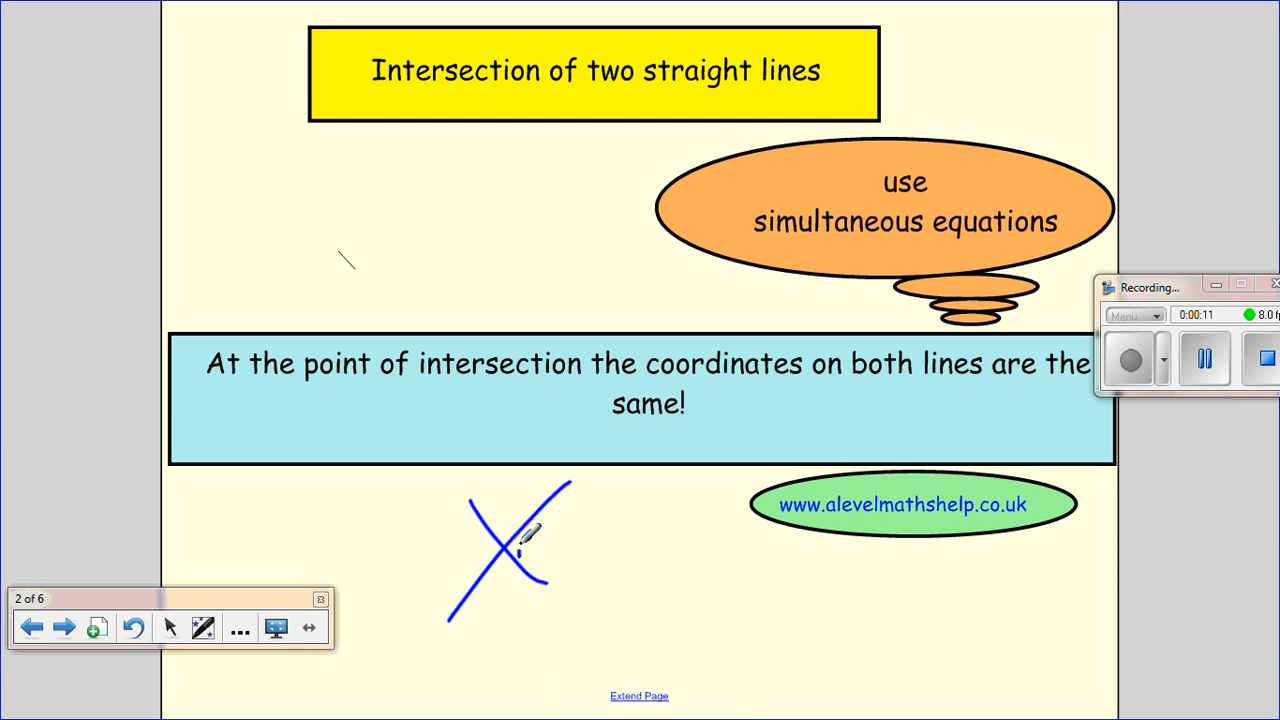 Intersection of two straight lines
use
simultaneous equations
Recording...
Menu
0:00:11
8.0 f
At the point of intersection the coordinates on both lines are the
same!
www.alevelmathshelp.co.uk
2 of 6
...
Extend Page